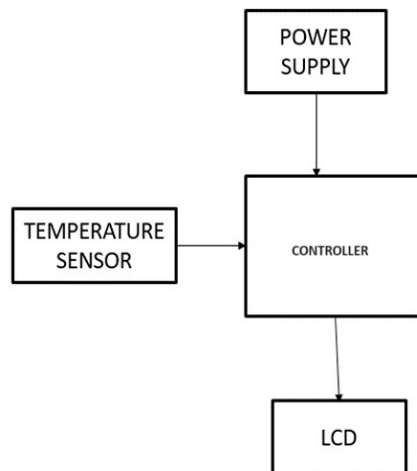 POWER
SUPPLY
TEMPERATURE
SENSOR
CONTROLLER
LCD